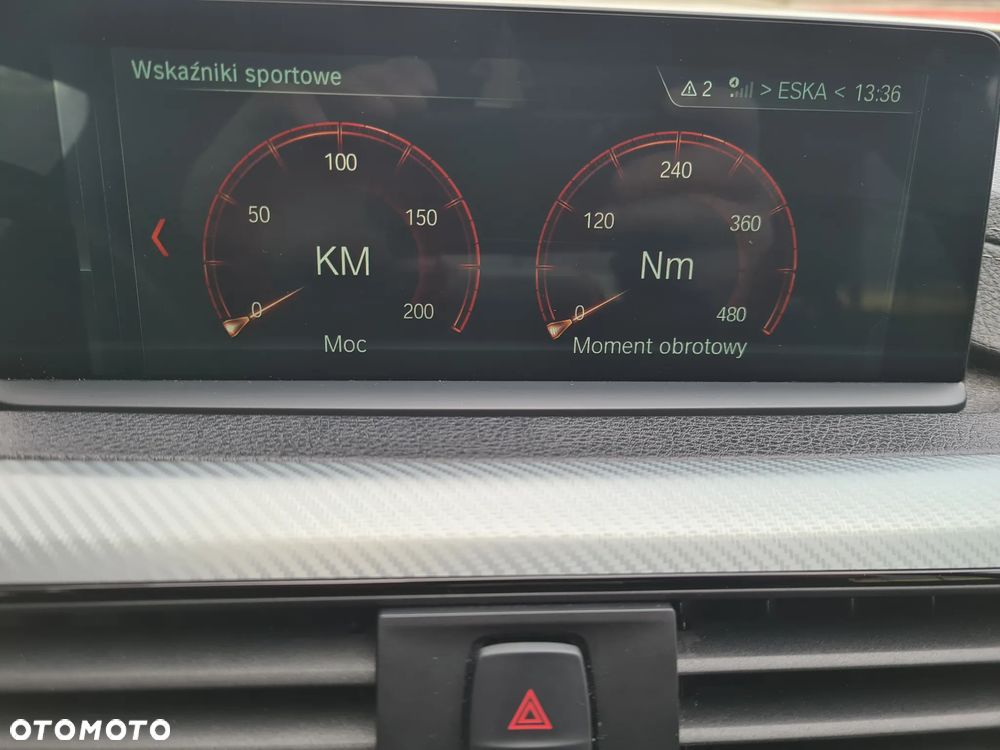 Wskaźniki sportowe
2 > ESKA < 13:36
0 50 100 150 200
KM
Moc
0 120 240 360 480
Nm
Moment obrotowy
OTOMOTO